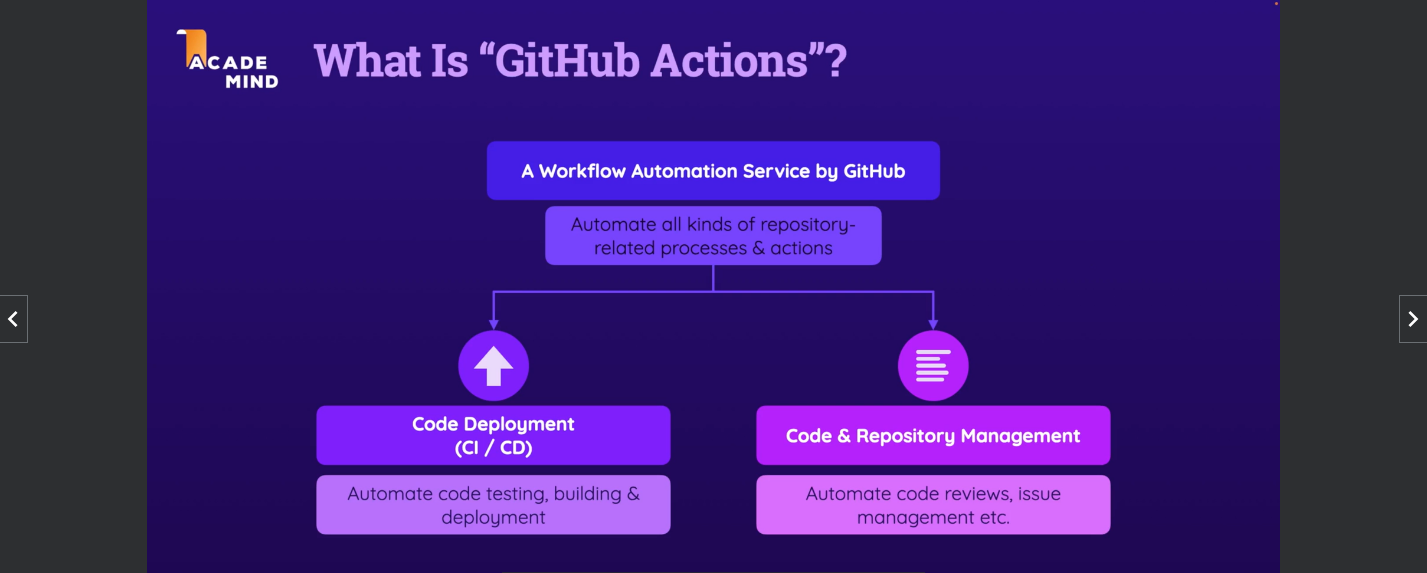 ACADE
MIND
What Is “GitHub Actions”?
A Workflow Automation Service by GitHub
Automate all kinds of repository-
related processes & actions
Code Deployment
(CI / CD)
Automate code testing, building &
deployment
Code & Repository Management
Automate code reviews, issue
management etc.